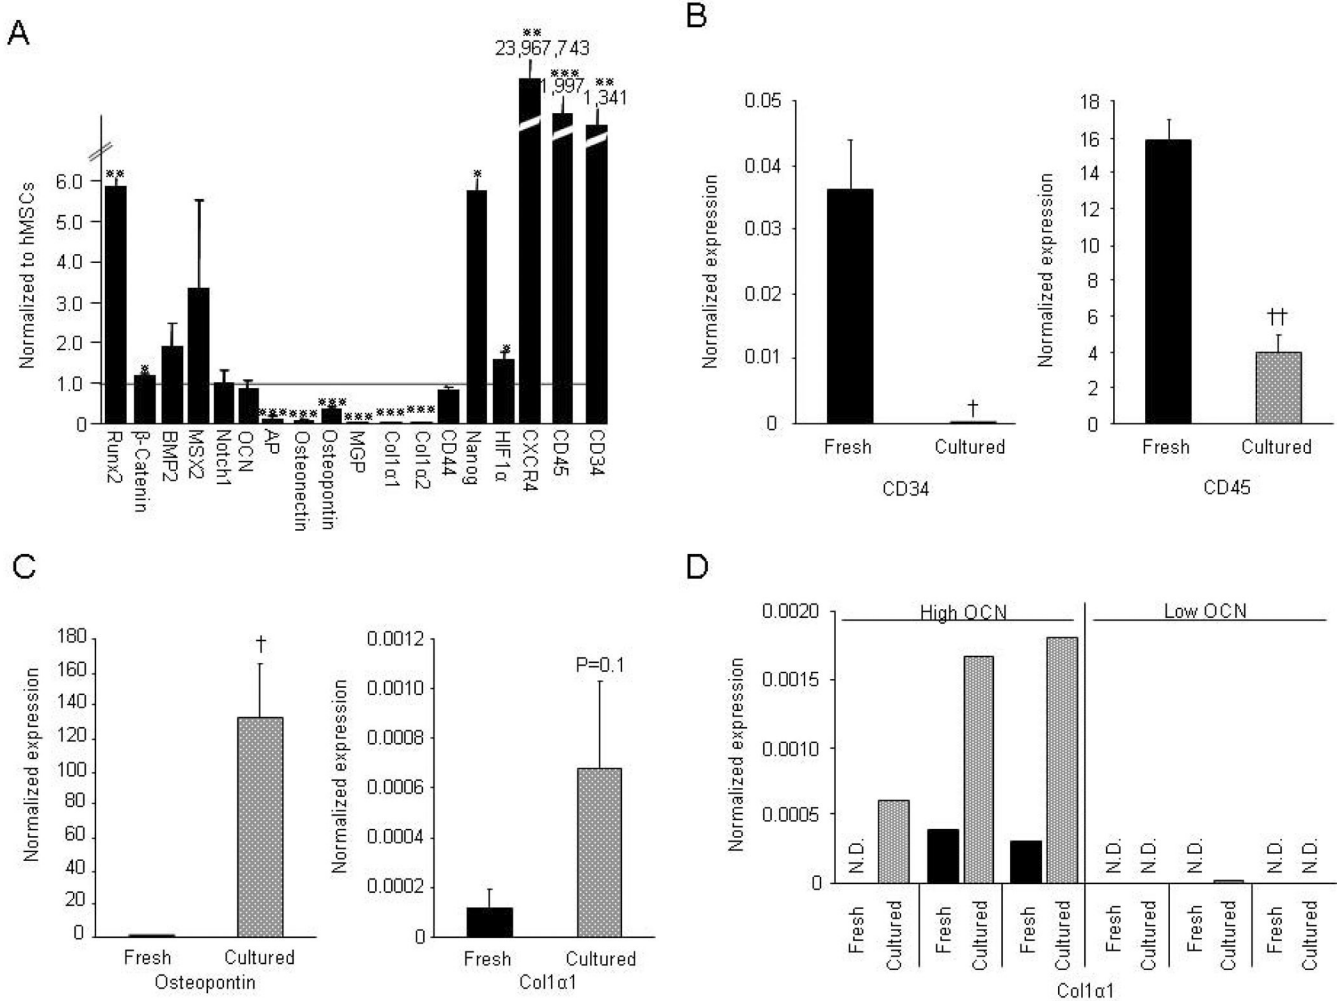 A
**
23,967,743
***
1,997
**
1,341
Normalized to hMSCs
6.0
5.0
4.0
3.0
2.0
1.0
0
**
*
***
***
***
***
***
***
*
*
Runx2
β-Catenin
BMP2
MSX2
Notch1
OCN
AP
Osteonectin
Osteopontin
MGP
Col1α1
Col1α2
CD44
Nanog
HIF1α
CXCR4
CD45
CD34
B
Normalized expression
0.05
0.04
0.03
0.02
0.01
0
†
Fresh Cultured
CD34
Normalized expression
18
16
14
12
10
8
6
4
2
0
††
Fresh Cultured
CD45
C
Normalized expression
180
160
140
120
100
80
60
40
20
0
†
Fresh Cultured
Osteopontin
Normalized expression
0.0012
0.0010
0.0008
0.0006
0.0004
0.0002
0
P=0.1
Fresh Cultured
Col1α1
D
Normalized expression
0.0020
0.0015
0.0010
0.0005
0
High OCN Low OCN
N.D. N.D. N.D. N.D. N.D. N.D.
Fresh Cultured Fresh Cultured Fresh Cultured Fresh Cultured Fresh Cultured Fresh Cultured
Col1α1